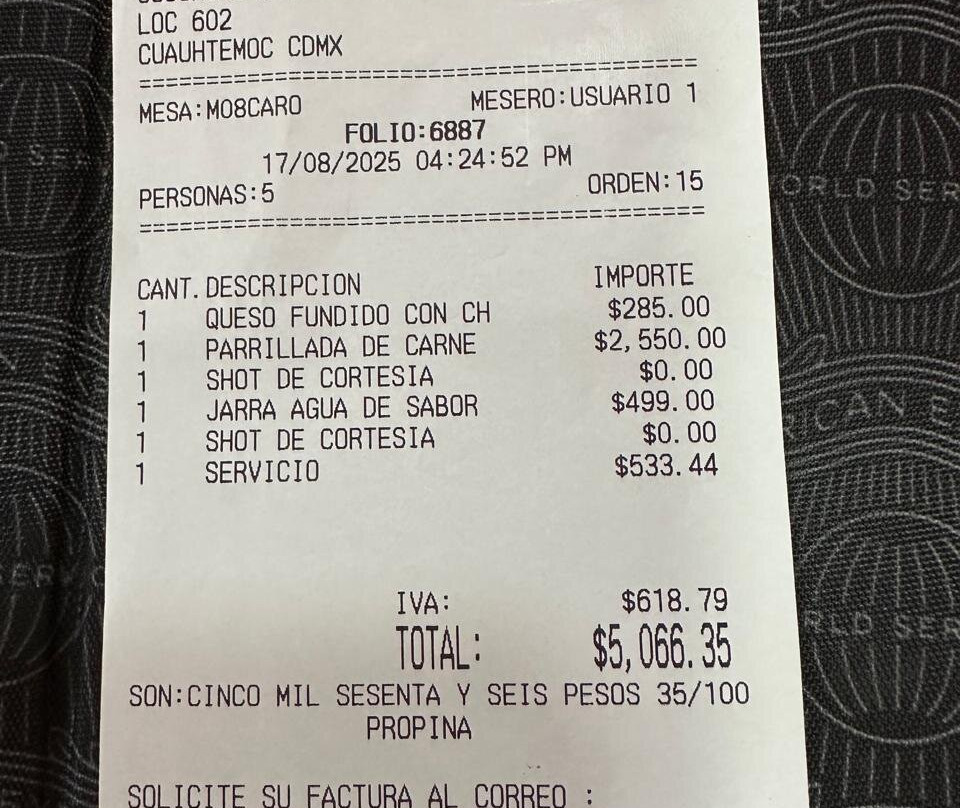 LOC 602
CUAUHTEMOC CDMX
==========================================
MESA:M08CARO MESERO:USUARIO 1
FOLIO:6887
17/08/2025 04:24:52 PM
PERSONAS:5 ORDEN:15
==========================================
CANT. DESCRIPCION IMPORTE
1 QUESO FUNDIDO CON CH $285.00
1 PARRILLADA DE CARNE $2,550.00
1 SHOT DE CORTESIA $0.00
1 JARRA AGUA DE SABOR $499.00
1 SHOT DE CORTESIA $0.00
1 SERVICIO $533.44
IVA: $618.79
TOTAL: $5,066.35
SON:CINCO MIL SESENTA Y SEIS PESOS 35/100
PROPINA
SOLICITE SU FACTURA AL CORREO :